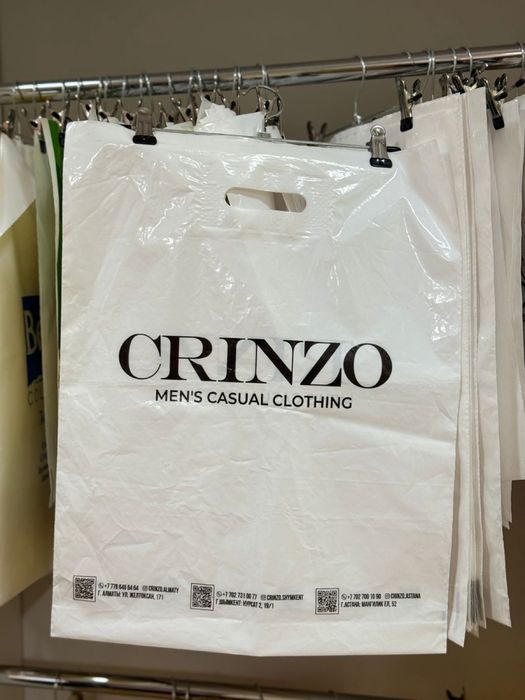 CRINZO
MEN'S CASUAL CLOTHING
+7 778 646 64 64 CRINZO.ALMATY
Г. АЛМАТЫ: УЛ. ЖЕЛТОКСАН, 171
+7 702 731 00 77 CRINZO.SHYMKENT
Г.ШЫМКЕНТ: НУРСАТ 2, 19/1
+7 702 700 10 90 CRINZO.ASTANA
Г.АСТАНА: МАНГИЛИК ЕЛ, 52